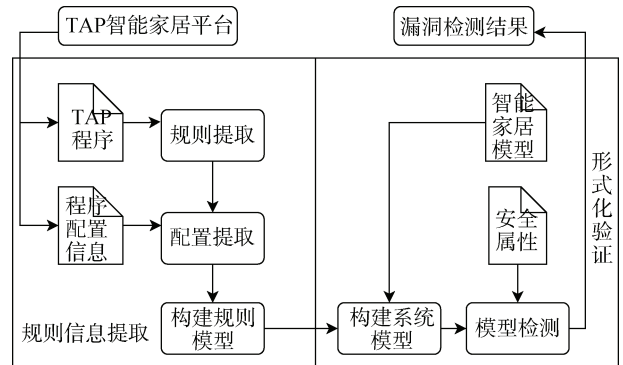 TAP智能家居平台
漏洞检测结果
TAP
程序
规则提取
智能
家居
模型
程序
配置
信息
配置提取
安全
属性
形式化验证
规则信息提取
构建规则
模型
构建系统
模型
模型检测